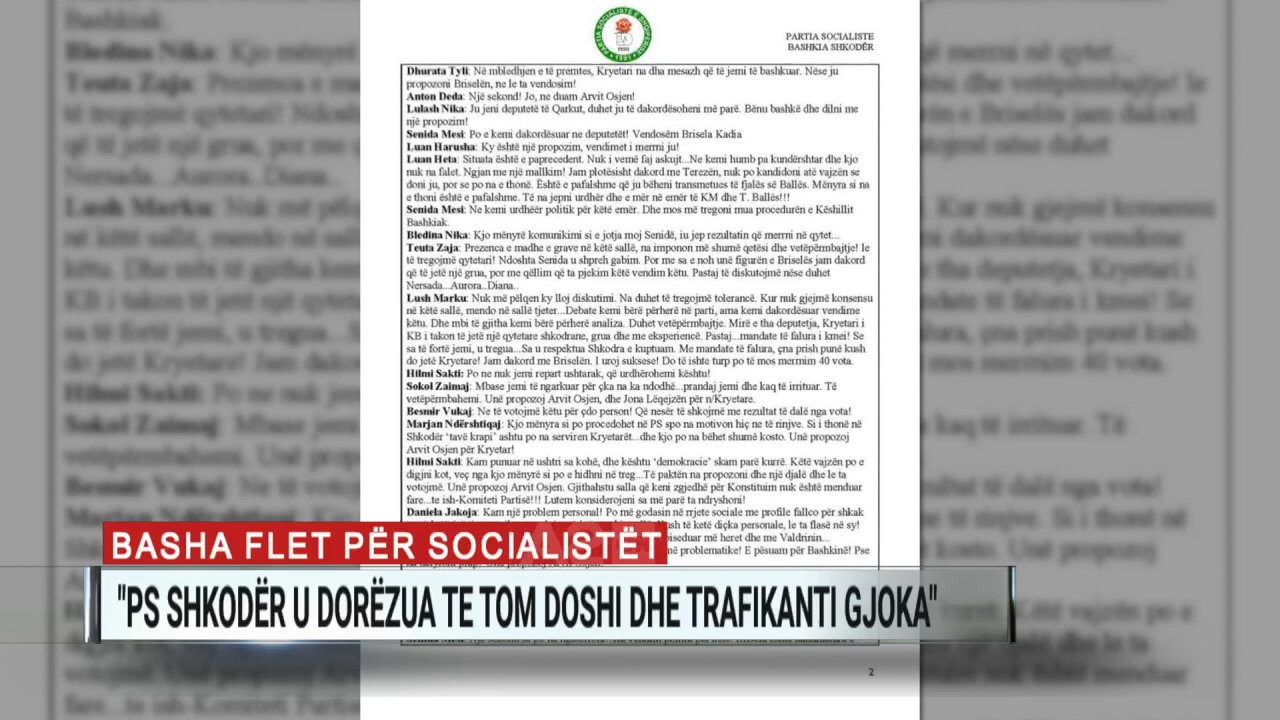 PARTIA SOCIALISTE
BASHKIA SHKODËR
Dhurata Tyli: Në mbledhjen e të premtes, Kryetari na dha mesazh që të jemi të bashkuar. Nëse ju
propozoni Briselën, ne le ta vendosim!
Anton Deda: Një sekond! Jo, ne duam Arvit Osjen!
Lulash Nika: Ju jeni deputetë të Qarkut, duhet ju të dakordësoheni më parë. Bënu bashkë dhe dilni me
një propozim!
Senida Mesi: Po e kemi dakordësuar ne deputetët! Vendosëm Brisela Kadia
Luan Harusha: Ky është një propozim, vendimet i merrni ju!
Luan Heta: Situata është e paprecedent. Nuk i vemë faj askujt...Ne kemi humb pa kundërshtar dhe kjo
nuk na falet. Ngjan me një mallkim! Jam plotësisht dakord me Terezën, nuk po kandidoni atë vajzën se
doni ju, por se po na e thonë. Është e pafalshme që ju bëheni transmetues të fjalës së Ballës. Mënyra si na
e thoni është e pafalshme. Të na jepni urdhër dhe e mër në emër të KM dhe T. Ballës!!!
Senida Mesi: Ne kemi urdhëër politik për këtë emër. Dhe mos më tregoni mua procedurën e Këshillit
Bashkiak.
Bledina Nika: Kjo mënyrë komunikimi si e jotja moj Senidë, iu jep rezultatin që merrni në qytet...
Teuta Zaja: Prezenca e madhe e grave në këtë sallë, na imponon më shumë qetësi dhe vetëpërmbajtje! Ie
të tregojmë qytetari! Ndoshta Senida u shpreh gabim. Por me sa e noh unë figurën e Briselës jam dakord
që të jetë një grua, por me qëllim që ta pjekim këtë vendim këtu. Pastaj të diskutojmë nëse duhet
Nersada...Aurora..Diana..
Lush Marku: Nuk më pëlqen ky lloj diskutimi. Na duhet të tregojmë tolerancë. Kur nuk gjejmë konsensu
në këtë sallë, mendo në sallë tjeter...Debate kemi bërë përherë në parti, ama kemi dakordësuar vendime
këtu. Dhe mbi të gjitha kemi bërë përherë analiza. Duhet vetëpërmbajtje. Mirë e tha deputetja, Kryetari i
KB i takon të jetë një qytetare shkodrane, grua dhe me eksperiencë. Pastaj...mandate të falura i kmei! Se
sa të fortë jemi, u tregua...Sa u respektua Shkodra e kuptuam. Me mandate të falura, çna prish punë kush
do jetë Kryetare! Jam dakord me Briselën. I uroj suksese! Do të ishte turp po të mos merrnim 40 vota.
Hilmi Sakti: Po ne nuk jemi repart ushtarak, që urdhërohemi kështu!
Sokol Zaimaj: Mbase jemi të ngarkuar për çka na ka ndodhë...prandaj jemi dhe kaq të irrituar. Të
vetëpërmbahemi. Unë propozoj Arvit Osjen, dhe Jona Lëqejzën për n/Kryetare.
Besmir Vukaj: Ne të votojmë këtu për çdo person! Që nesër të shkojmë me rezultat të dalë nga vota!
Marjan Ndërshtiqaj: Kjo mënyra si po procedohet në PS spo na motivon hiç ne të rinjve. Si i thonë në
Shkodër ‘tavë krapi’ ashtu po na serviren Kryetarët...dhe kjo po na bëhet shumë kosto. Unë propozoj
Arvit Osjen për Kryetar!
Hilmi Sakti: Kam punuar në ushtri sa kohë, dhe kështu ‘demokracie’ skam parë kurrë. Këtë vajzën po e
digjni kot, veç nga kjo mënyrë si po e hidhni në treg...Të paktën na propozoni dhe një djalë dhe le ta
votojmë. Unë propozoj Arvit Osjen. Gjithahstu salla që keni zgjedhë për Konstituim nuk është menduar
fare...te ish-Komiteti Partisë!!! Lutem konsiderojeni sa më parë ta ndryshoni!
Daniela Jakoja: Kam një problem personal! Po më godasin në rrjete sociale me profile fallco për shkak
BASHA FLET PËR SOCIALISTËT
"PS SHKODËR U DORËZUA TE TOM DOSHI DHE TRAFIKANTI GJOKA"
2